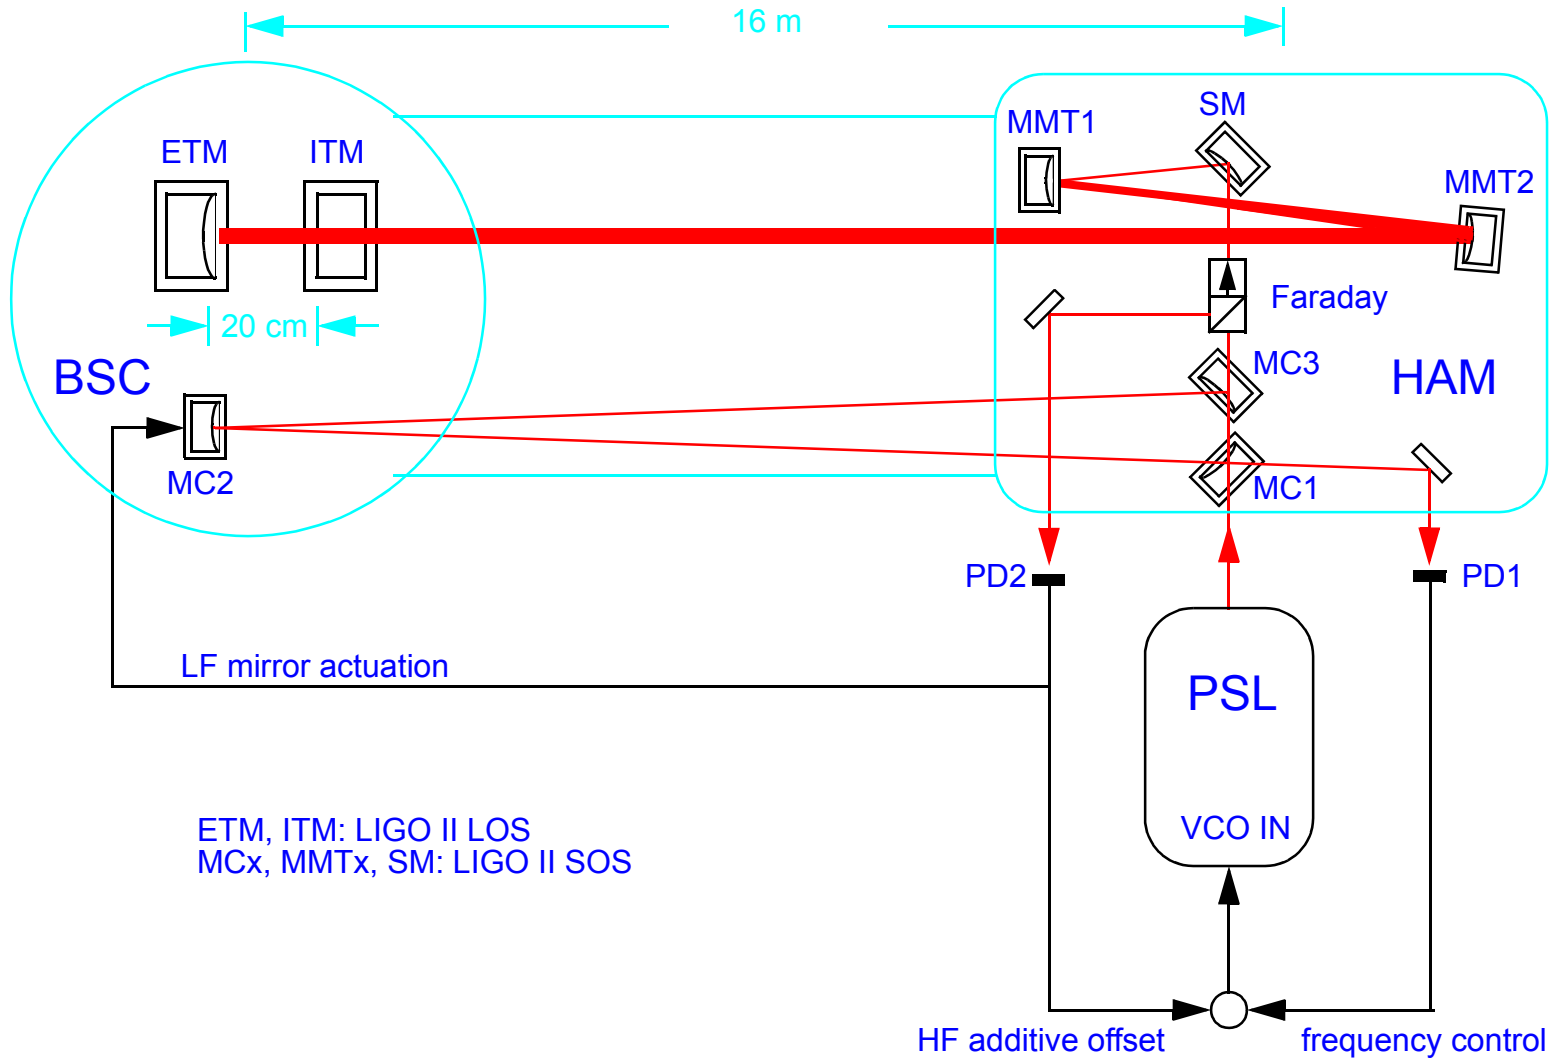 16 m
SM
MMT1
ETM
ITM
MMT2
Faraday
20 cm
BSC
MC3
HAM
MC2
MC1
PD2
PD1
LF mirror actuation
PSL
VCO IN
ETM, ITM: LIGO II LOS
MCx, MMTx, SM: LIGO II SOS
HF additive offset
frequency control